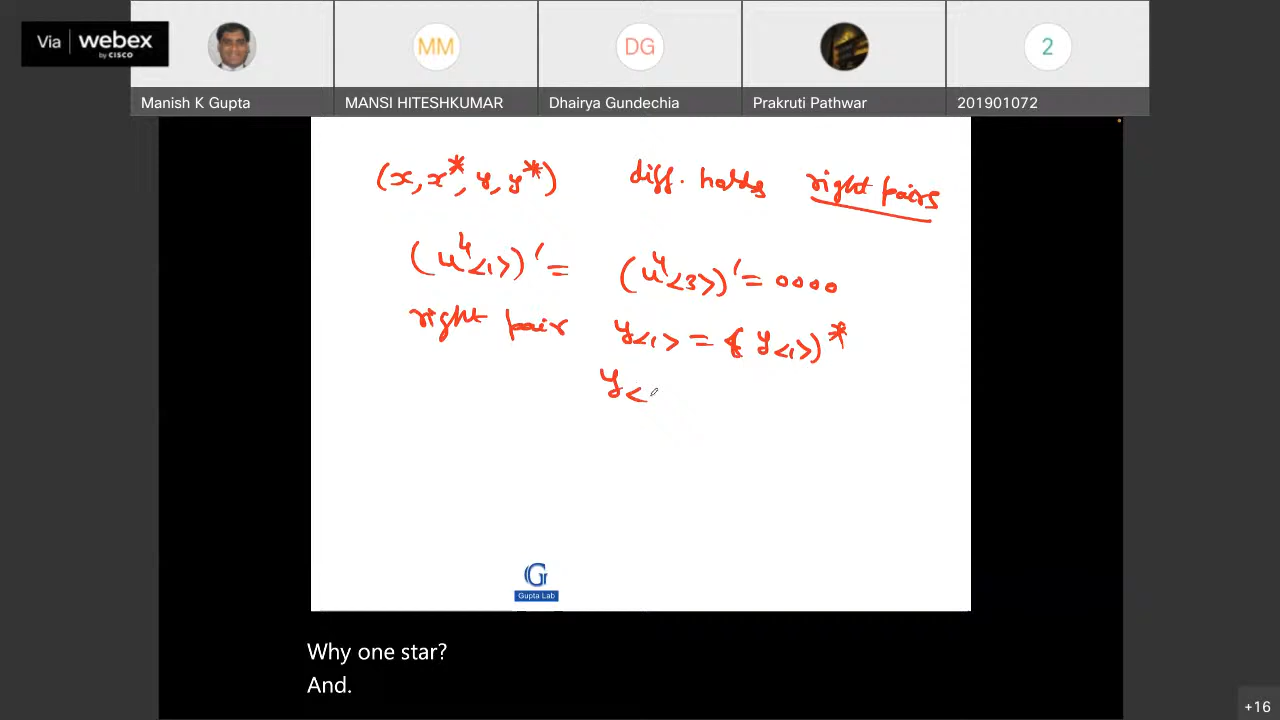 Via webex
by CISCO
MM
DG
2
Manish K Gupta
MANSI HITESHKUMAR
Dhairya Gundechia
Prakruti Pathwar
201901072
(x, x*, y, y*) diff. holds right pairs
(u⁴<1>)' = (u⁴<3>)' = 0000
right pair y<1> = (y<1>)*
y<
G
Gupta Lab
Why one star?
And.
+16